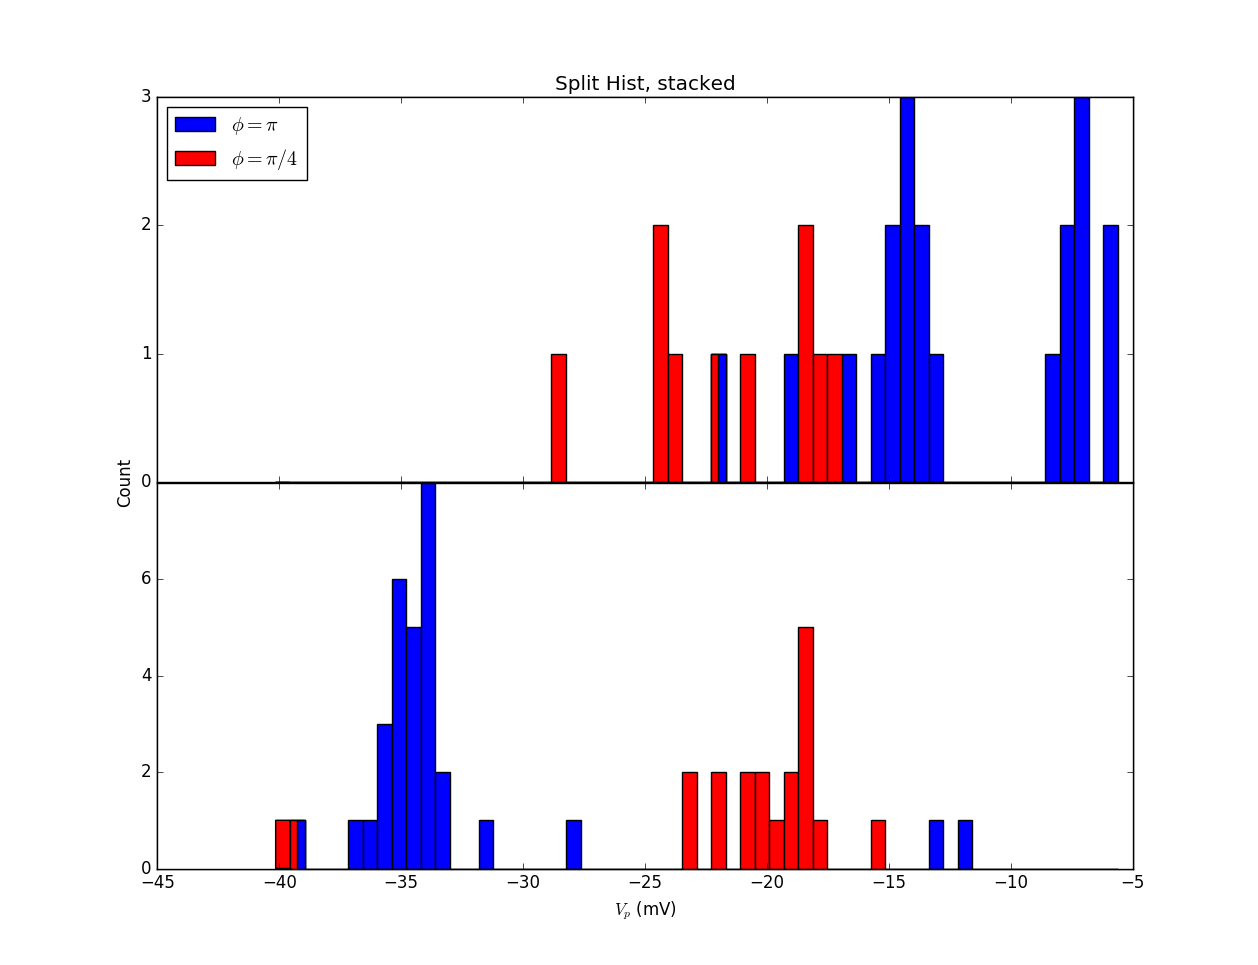 Split Hist, stacked
3
ϕ = π
ϕ = π/4
2
1
0
Count
6
4
2
0
−45 −40 −35 −30 −25 −20 −15 −10 −5
V_p (mV)